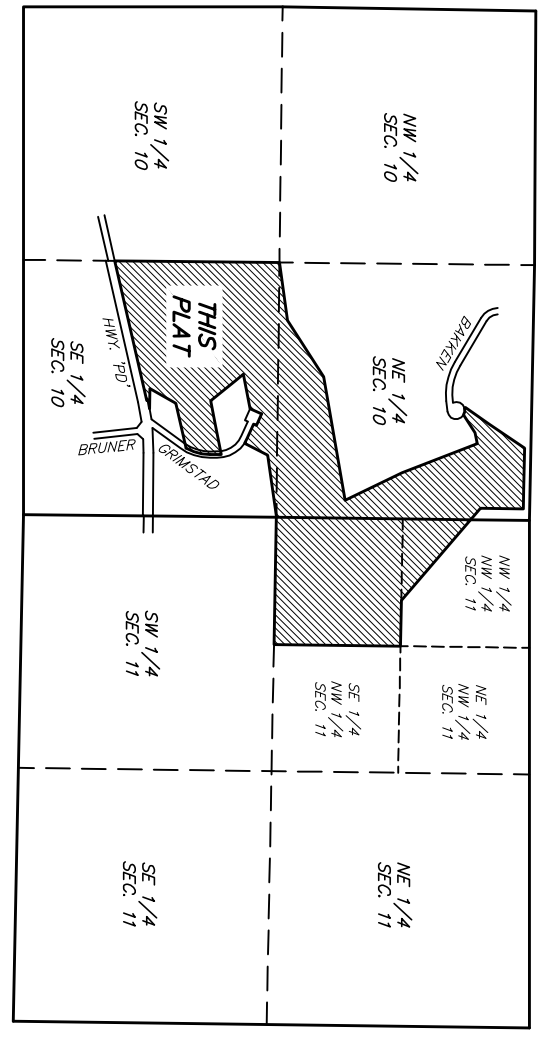 NW 1/4
SEC. 10
SW 1/4
SEC. 10
BAKKEN
NE 1/4
SEC. 10
THIS
PLAT
HWY. 'PD'
SE 1/4
SEC. 10
BRUNER
GRIMSTAD
NW 1/4
NW 1/4
SEC. 11
NE 1/4
NW 1/4
SEC. 11
SE 1/4
NW 1/4
SEC. 11
SW 1/4
SEC. 11
NE 1/4
SEC. 11
SE 1/4
SEC. 11